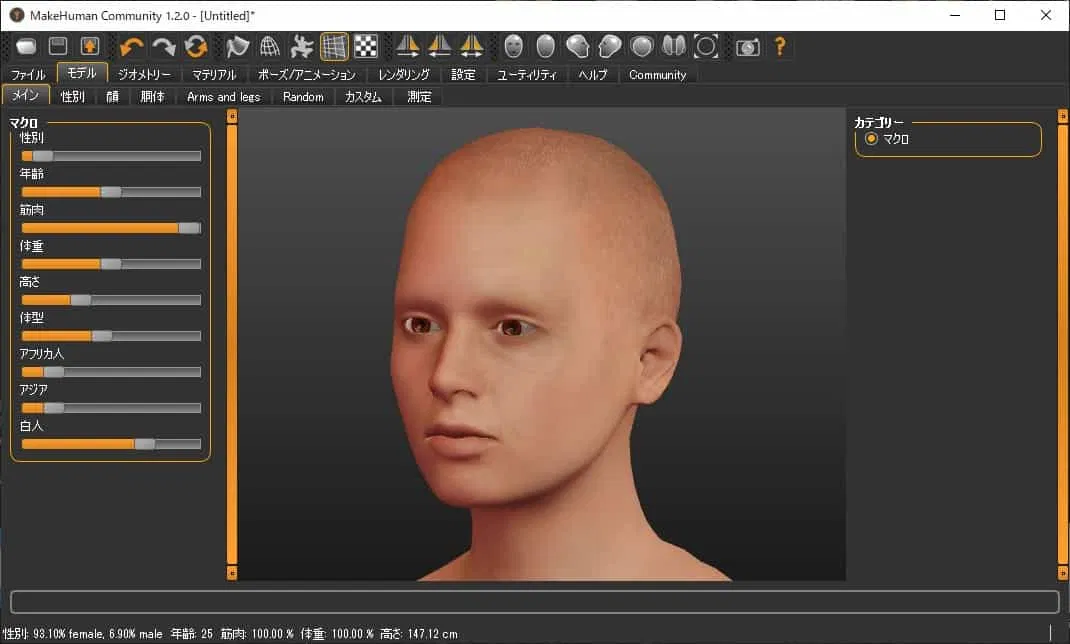 MakeHuman Community 1.2.0 - [Untitled]*
ファイル モデル ジオメトリー マテリアル ポーズ/アニメーション レンダリング 設定 ユーティリティ ヘルプ Community
メイン 性別 顔 胴体 Arms and legs Random カスタム 測定
マクロ
性別
年齢
筋肉
体重
高さ
体型
アフリカ人
アジア
白人
カテゴリー
マクロ
性別: 93.10% female, 6.90% male 年齢: 25 筋肉: 100.00 % 体重: 100.00 % 高さ: 147.12 cm